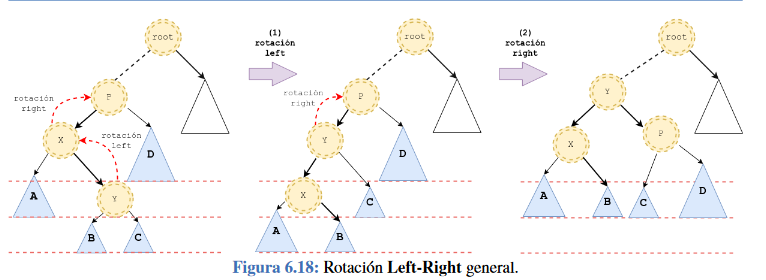 root
(1)
rotación
left
root
(2)
rotación
right
root
rotación
right
P
rotación
right
P
Y
X
rotación
left
D
Y
D
X
P
A
Y
X
C
A
B
C
D
B
C
A
B
Figura 6.18: Rotación Left-Right general.